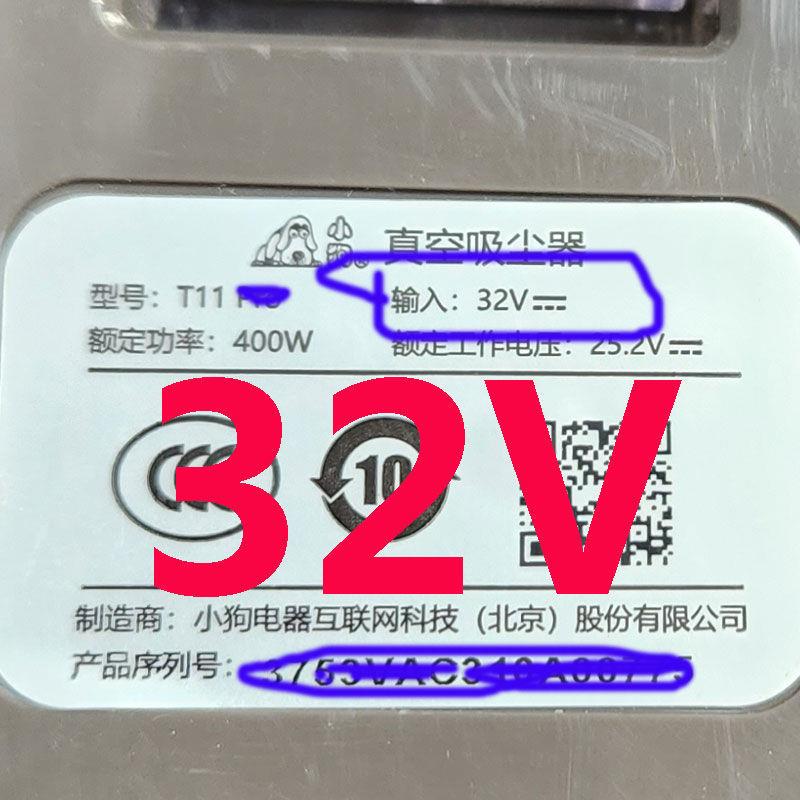 小狗 真空吸尘器
型号：T11 输入：32V
额定功率：400W 额定工作电压：25.2V
32V
10
制造商：小狗电器互联网科技（北京）股份有限公司
产品序列号：